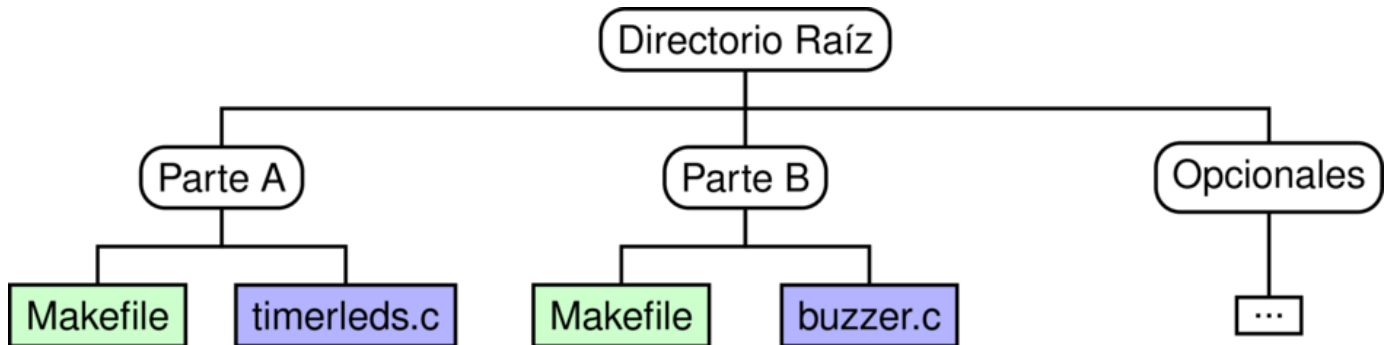 Directorio Raíz
Parte A
Parte B
Opcionales
Makefile
timerleds.c
Makefile
buzzer.c
...